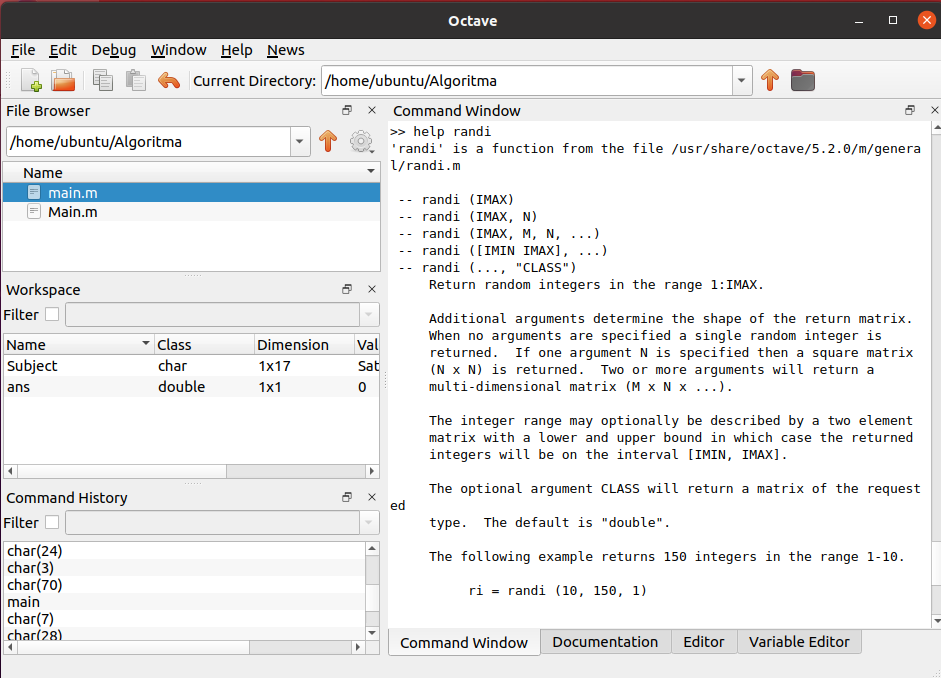 Octave
File Edit Debug Window Help News
Current Directory: /home/ubuntu/Algoritma
File Browser
/home/ubuntu/Algoritma
Name
main.m
Main.m
Workspace
Filter
Name Class Dimension Val
Subject char 1x17 Sat
ans double 1x1 0
Command History
Filter
char(24)
char(3)
char(70)
main
char(7)
char(28)
Command Window
>> help randi
'randi' is a function from the file /usr/share/octave/5.2.0/m/genera
l/randi.m
-- randi (IMAX)
-- randi (IMAX, N)
-- randi (IMAX, M, N, ...)
-- randi ([IMIN IMAX], ...)
-- randi (..., "CLASS")
Return random integers in the range 1:IMAX.
Additional arguments determine the shape of the return matrix.
When no arguments are specified a single random integer is
returned.  If one argument N is specified then a square matrix
(N x N) is returned.  Two or more arguments will return a
multi-dimensional matrix (M x N x ...).
The integer range may optionally be described by a two element
matrix with a lower and upper bound in which case the returned
integers will be on the interval [IMIN, IMAX].
The optional argument CLASS will return a matrix of the request
ed
type.  The default is "double".
The following example returns 150 integers in the range 1-10.
ri = randi (10, 150, 1)
Command Window Documentation Editor Variable Editor